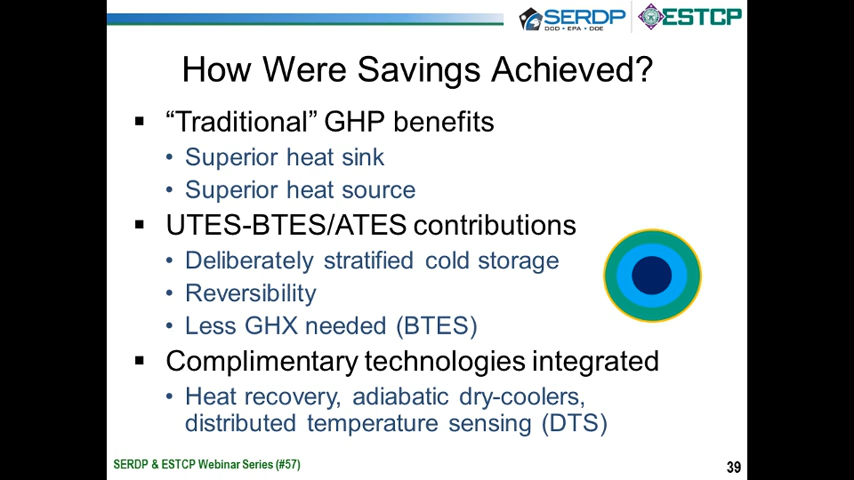 SERDP
DOD • EPA • DOE
ESTCP
How Were Savings Achieved?
▪ “Traditional” GHP benefits
• Superior heat sink
• Superior heat source
▪ UTES-BTES/ATES contributions
• Deliberately stratified cold storage
• Reversibility
• Less GHX needed (BTES)
▪ Complimentary technologies integrated
• Heat recovery, adiabatic dry-coolers,
distributed temperature sensing (DTS)
SERDP & ESTCP Webinar Series (#57)
39